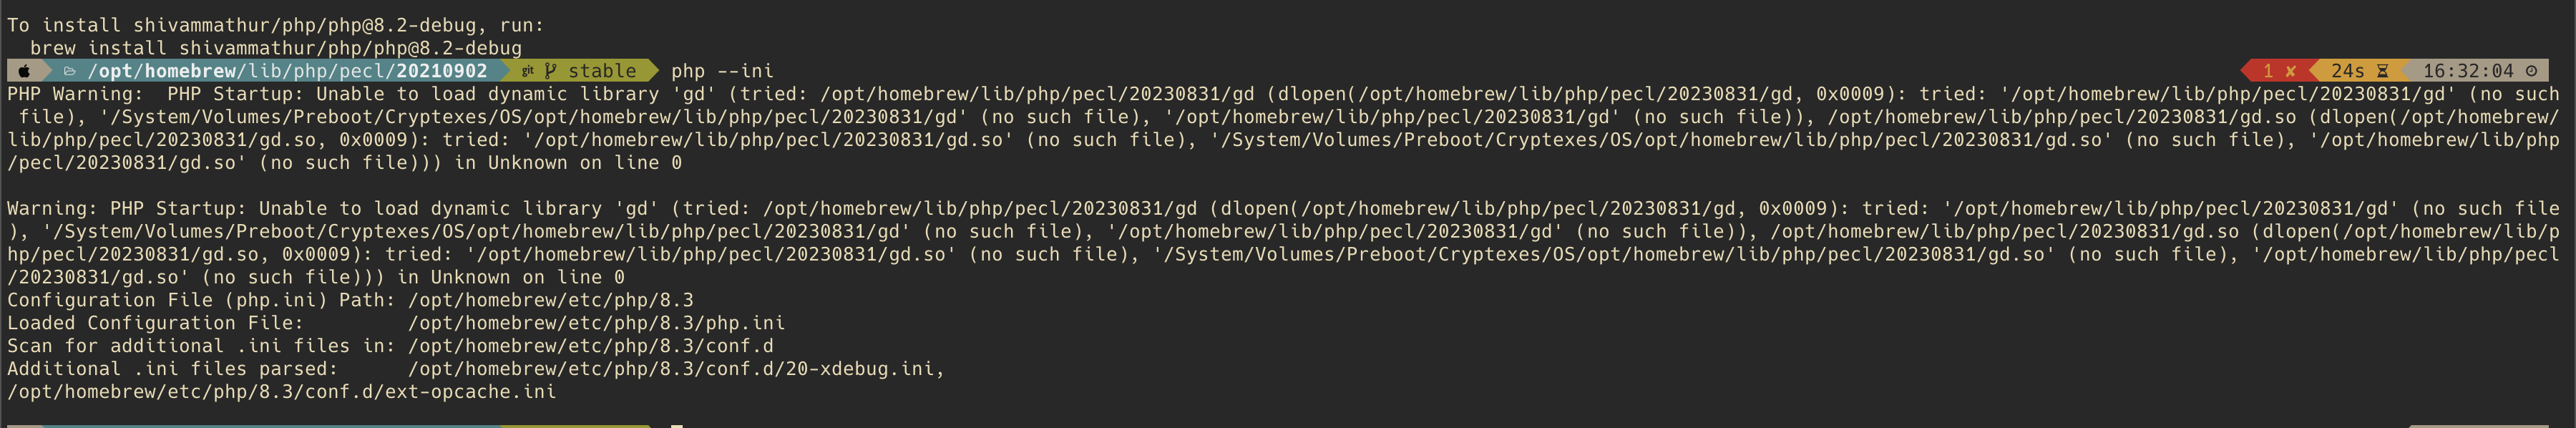 To install shivammathur/php/php@8.2-debug, run:
  brew install shivammathur/php/php@8.2-debug
/opt/homebrew/lib/php/pecl/20210902 git stable php --ini 1 ✘ 24s 16:32:04
PHP Warning:  PHP Startup: Unable to load dynamic library 'gd' (tried: /opt/homebrew/lib/php/pecl/20230831/gd (dlopen(/opt/homebrew/lib/php/pecl/20230831/gd, 0x0009): tried: '/opt/homebrew/lib/php/pecl/20230831/gd' (no such
 file), '/System/Volumes/Preboot/Cryptexes/OS/opt/homebrew/lib/php/pecl/20230831/gd' (no such file), '/opt/homebrew/lib/php/pecl/20230831/gd' (no such file)), /opt/homebrew/lib/php/pecl/20230831/gd.so (dlopen(/opt/homebrew/
lib/php/pecl/20230831/gd.so, 0x0009): tried: '/opt/homebrew/lib/php/pecl/20230831/gd.so' (no such file), '/System/Volumes/Preboot/Cryptexes/OS/opt/homebrew/lib/php/pecl/20230831/gd.so' (no such file), '/opt/homebrew/lib/php
/pecl/20230831/gd.so' (no such file))) in Unknown on line 0

Warning: PHP Startup: Unable to load dynamic library 'gd' (tried: /opt/homebrew/lib/php/pecl/20230831/gd (dlopen(/opt/homebrew/lib/php/pecl/20230831/gd, 0x0009): tried: '/opt/homebrew/lib/php/pecl/20230831/gd' (no such file
), '/System/Volumes/Preboot/Cryptexes/OS/opt/homebrew/lib/php/pecl/20230831/gd' (no such file), '/opt/homebrew/lib/php/pecl/20230831/gd' (no such file)), /opt/homebrew/lib/php/pecl/20230831/gd.so (dlopen(/opt/homebrew/lib/p
hp/pecl/20230831/gd.so, 0x0009): tried: '/opt/homebrew/lib/php/pecl/20230831/gd.so' (no such file), '/System/Volumes/Preboot/Cryptexes/OS/opt/homebrew/lib/php/pecl/20230831/gd.so' (no such file), '/opt/homebrew/lib/php/pecl
/20230831/gd.so' (no such file))) in Unknown on line 0
Configuration File (php.ini) Path: /opt/homebrew/etc/php/8.3
Loaded Configuration File:         /opt/homebrew/etc/php/8.3/php.ini
Scan for additional .ini files in: /opt/homebrew/etc/php/8.3/conf.d
Additional .ini files parsed:      /opt/homebrew/etc/php/8.3/conf.d/20-xdebug.ini,
/opt/homebrew/etc/php/8.3/conf.d/ext-opcache.ini